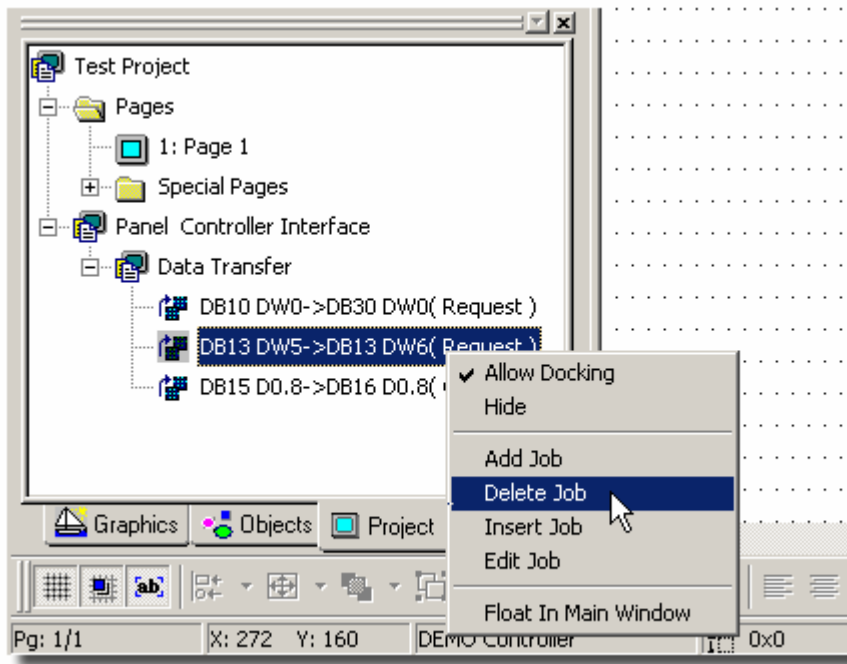 Test Project
Pages
1: Page 1
Special Pages
Panel Controller Interface
Data Transfer
DB10 DW0->DB30 DW0( Request )
DB13 DW5->DB13 DW6( Request )
DB15 D0.8->DB16 D0.8(
Allow Docking
Hide
Add Job
Delete Job
Insert Job
Edit Job
Float In Main Window
Graphics Objects Project
ab
Pg: 1/1 X: 272 Y: 160 DEMO Controller 0x0